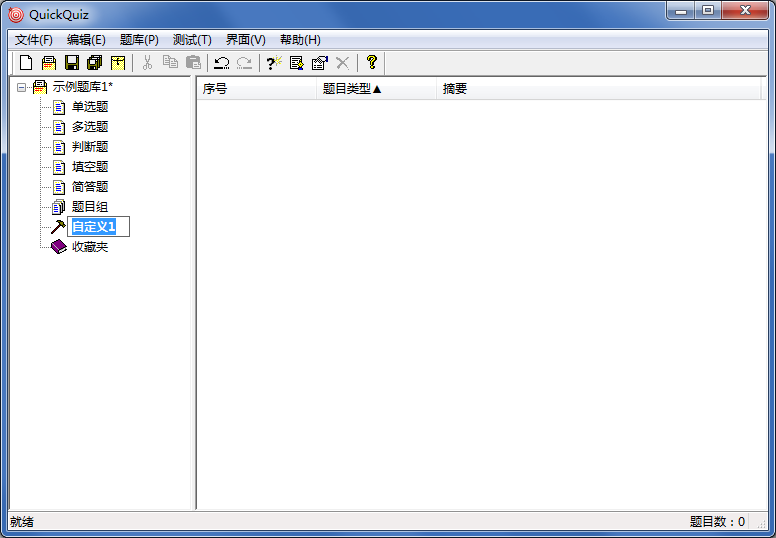 QuickQuiz
文件(F) 编辑(E) 题库(P) 测试(T) 界面(V) 帮助(H)
示例题库1*
单选题
多选题
判断题
填空题
简答题
题目组
自定义1
收藏夹
序号 题目类型▲ 摘要
就绪 题目数：0